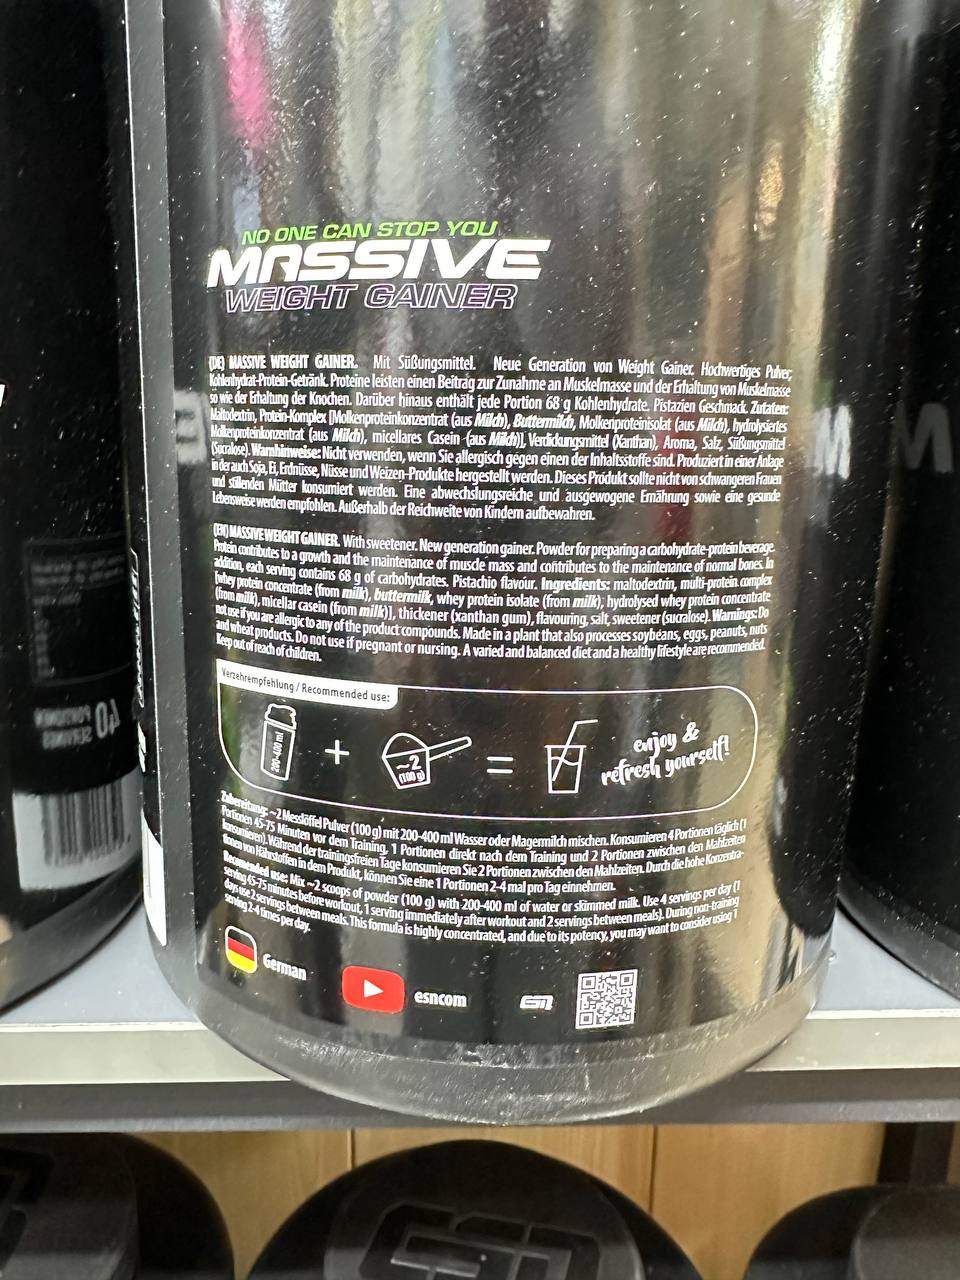 NO ONE CAN STOP YOU
MASSIVE
WEIGHT GAINER
(DE) MASSIVE WEIGHT GAINER. Mit Süßungsmittel. Neue Generation von Weight Gainer. Hochwertiges Pulver,
Kohlenhydrat-Protein-Getränk. Proteine leisten einen Beitrag zur Zunahme an Muskelmasse und der Erhaltung von Muskelmasse
so wie der Erhaltung der Knochen. Darüber hinaus enthält jede Portion 68 g Kohlenhydrate. Pistazien Geschmack. Zutaten:
Maltodextrin, Protein-Komplex [Molkenproteinkonzentrat (aus Milch), Buttermilch, Molkenproteinisolat (aus Milch), hydrolysiertes
Molkenproteinkonzentrat (aus Milch), micellares Casein (aus Milch)], Verdickungsmittel (Xanthan), Aroma, Salz, Süßungsmittel
(Sucralose). Warnhinweise: Nicht verwenden, wenn Sie allergisch gegen einen der Inhaltsstoffe sind. Produziert in einer Anlage
in der auch Soja, Ei, Erdnüsse, Nüsse und Weizen-Produkte hergestellt werden. Dieses Produkt sollte nicht von schwangeren Frauen
und stillenden Mütter konsumiert werden. Eine abwechslungsreiche und ausgewogene Ernährung sowie eine gesunde
Lebensweise werden empfohlen. Außerhalb der Reichweite von Kindern aufbewahren.
(EN) MASSIVE WEIGHT GAINER. With sweetener. New generation gainer. Powder for preparing a carbohydrate-protein beverage.
Protein contributes to a growth and the maintenance of muscle mass and contributes to the maintenance of normal bones. In
addition, each serving contains 68 g of carbohydrates. Pistachio flavour. Ingredients: maltodextrin, multi-protein complex
[whey protein concentrate (from milk), buttermilk, whey protein isolate (from milk), hydrolysed whey protein concentrate
(from milk), micellar casein (from milk)], thickener (xanthan gum), flavouring, salt, sweetener (sucralose). Warnings: Do
not use if you are allergic to any of the product compounds. Made in a plant that also processes soybeans, eggs, peanuts, nuts
and wheat products. Do not use if pregnant or nursing. A varied and balanced diet and a healthy lifestyle are recommended.
Keep out of reach of children.
Verzehrempfehlung / Recommended use:
200-400 ml
+
~2
(100 g)
=
enjoy &
refresh yourself!
Zubereitung: ~2 Messlöffel Pulver (100 g) mit 200-400 ml Wasser oder Magermilch mischen. Konsumieren 4 Portionen täglich (1
Portionen 45-75 Minuten vor dem Training, 1 Portionen direkt nach dem Training und 2 Portionen zwischen den Mahlzeiten
konsumieren). Während der trainingsfreien Tage konsumieren Sie 2 Portionen zwischen den Mahlzeiten. Durch die hohe Konzentra-
tionen von Nährstoffen in dem Produkt, können Sie eine 1 Portionen 2-4 mal pro Tag einnehmen.
Recomended use: Mix ~2 scoops of powder (100 g) with 200-400 ml of water or skimmed milk. Use 4 servings per day (1
serving 45-75 minutes before workout, 1 serving immediately after workout and 2 servings between meals). During non-training
days use 2 servings between meals. This formula is highly concentrated, and due to its potency, you may want to consider using 1
serving 2-4 times per day.
German
esncom